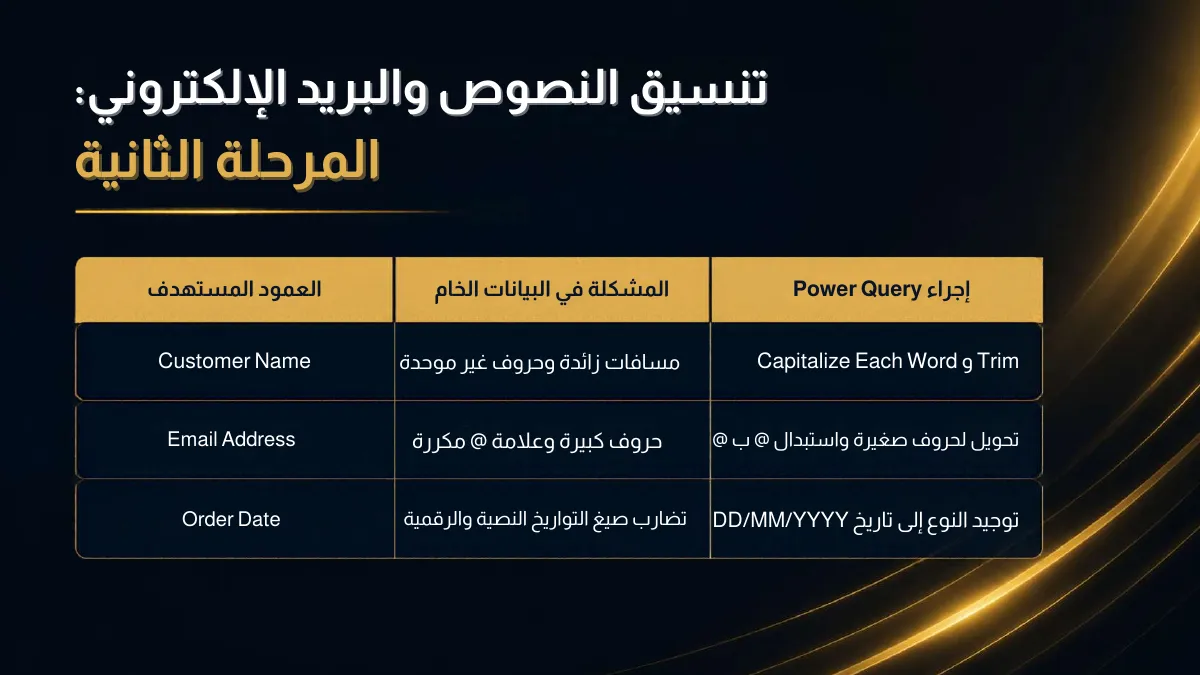 تنسيق النصوص والبريد الإلكتروني:
المرحلة الثانية
العمود المستهدف
المشكلة في البيانات الخام
إجراء Power Query
Customer Name
مسافات زائدة وحروف غير موحدة
Trim و Capitalize Each Word
Email Address
حروف كبيرة وعلامة @ مكررة
تحويل لحروف صغيرة واستبدال @ ب @
Order Date
تضارب صيغ التواريخ النصية والرقمية
توجيد النوع إلى تاريخ DD/MM/YYYY